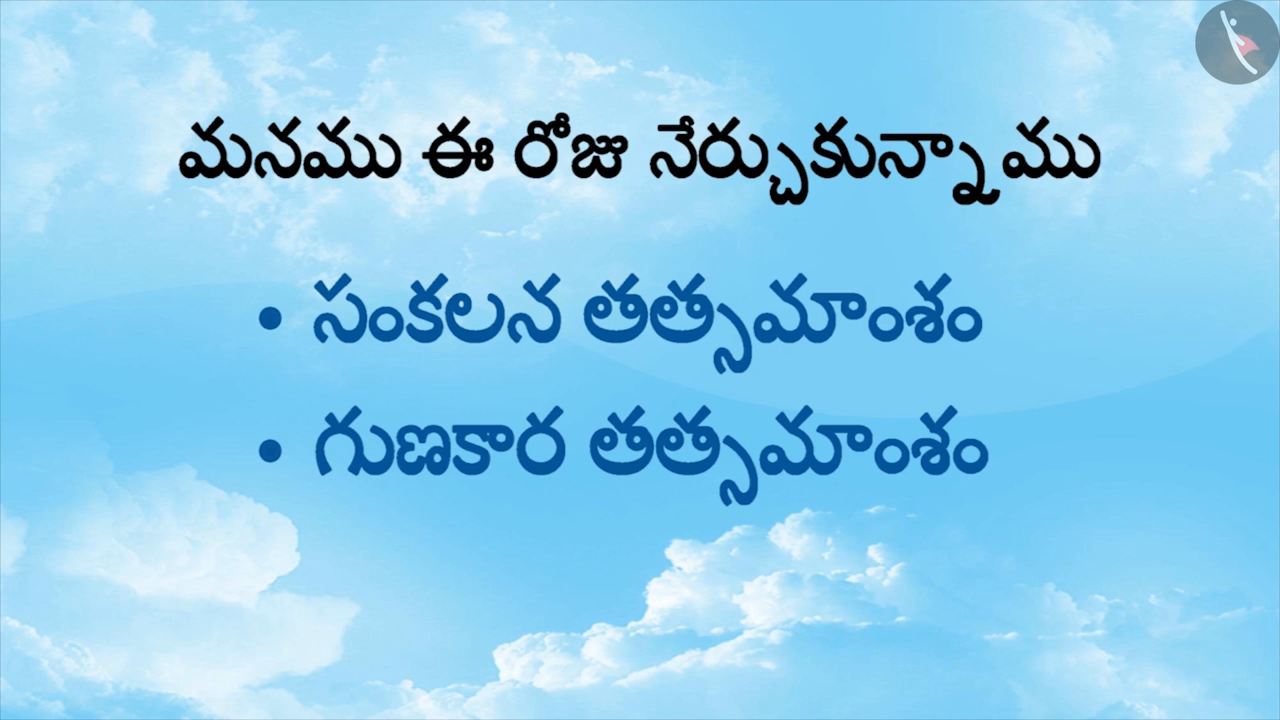 మనము ఈ రోజు నేర్చుకున్నాము
• సంకలన తత్సమాంశం
• గుణకార తత్సమాంశం